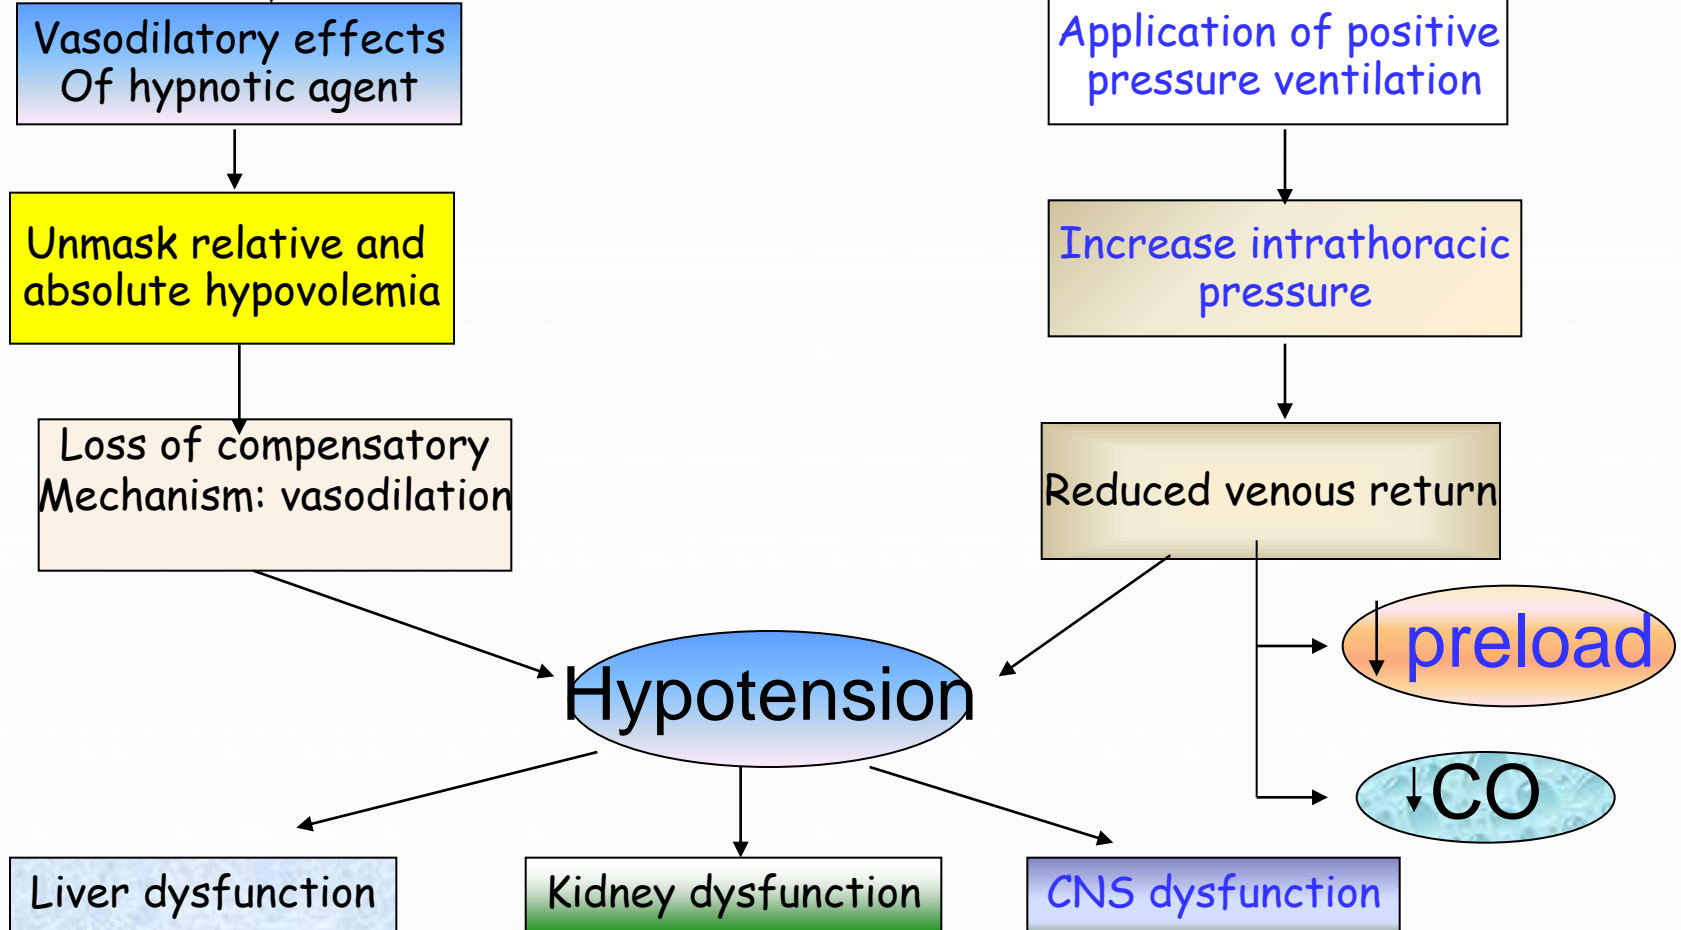 Vasodilatory effects
Of hypnotic agent
Application of positive
pressure ventilation
Unmask relative and
absolute hypovolemia
Increase intrathoracic
pressure
Loss of compensatory
Mechanism: vasodilation
Reduced venous return
Hypotension
↓ preload
↓CO
Liver dysfunction
Kidney dysfunction
CNS dysfunction